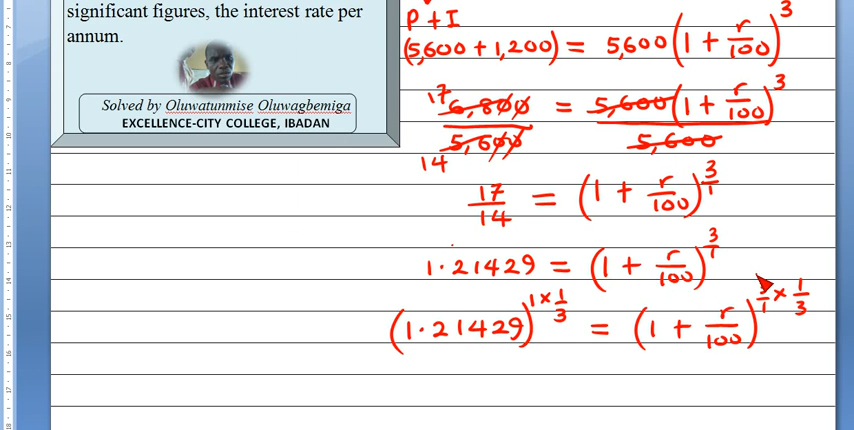 significant figures, the interest rate per
annum.
Solved by Oluwatunmise Oluwagbemiga
EXCELLENCE-CITY COLLEGE, IBADAN
P + I
(5,600 + 1,200) = 5,600(1 + r/100)^3
17 6,800/5,600 14 = 5,600(1 + r/100)^3/5,600
17/14 = (1 + r/100)^3/1
1.21429 = (1 + r/100)^3/1
(1.21429)^1×1/3 = (1 + r/100)^3/1×1/3